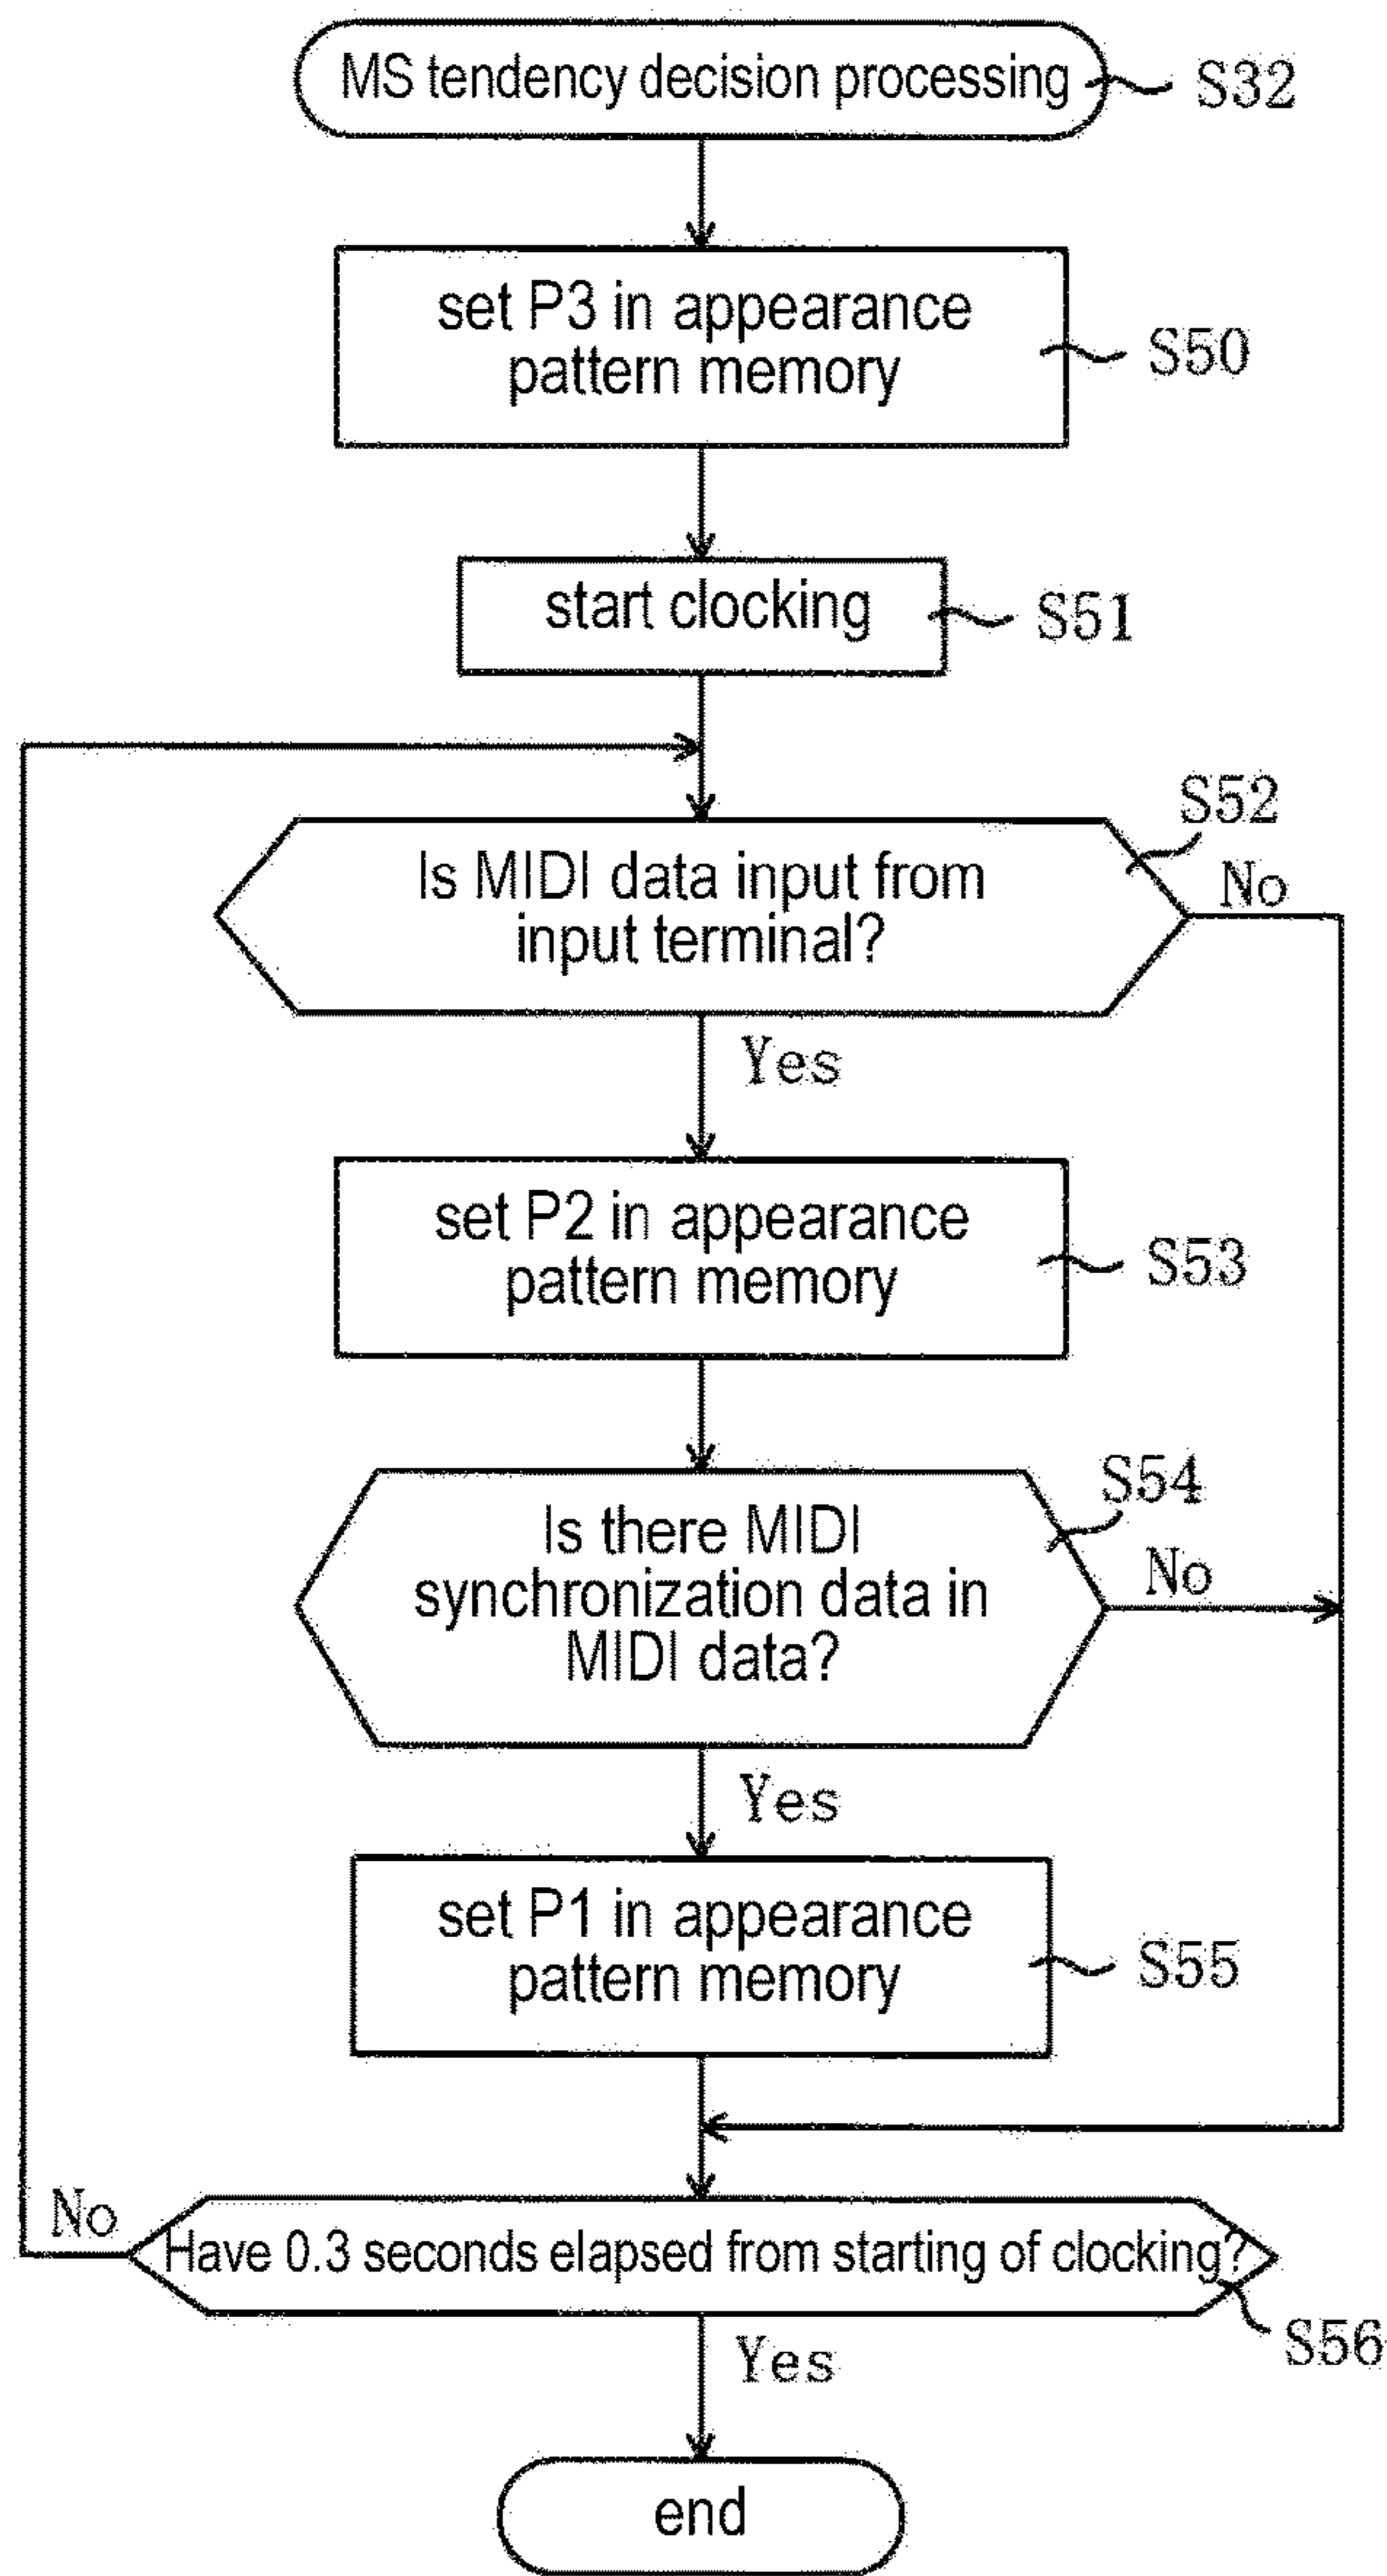 MS tendency decision processing
S32
set P3 in appearance
pattern memory
S50
start clocking
S51
S52
Is MIDI data input from
input terminal?
No
Yes
set P2 in appearance
pattern memory
S53
S54
Is there MIDI
synchronization data in
MIDI data?
No
Yes
set P1 in appearance
pattern memory
S55
No
Have 0.3 seconds elapsed from starting of clocking?
S56
Yes
end